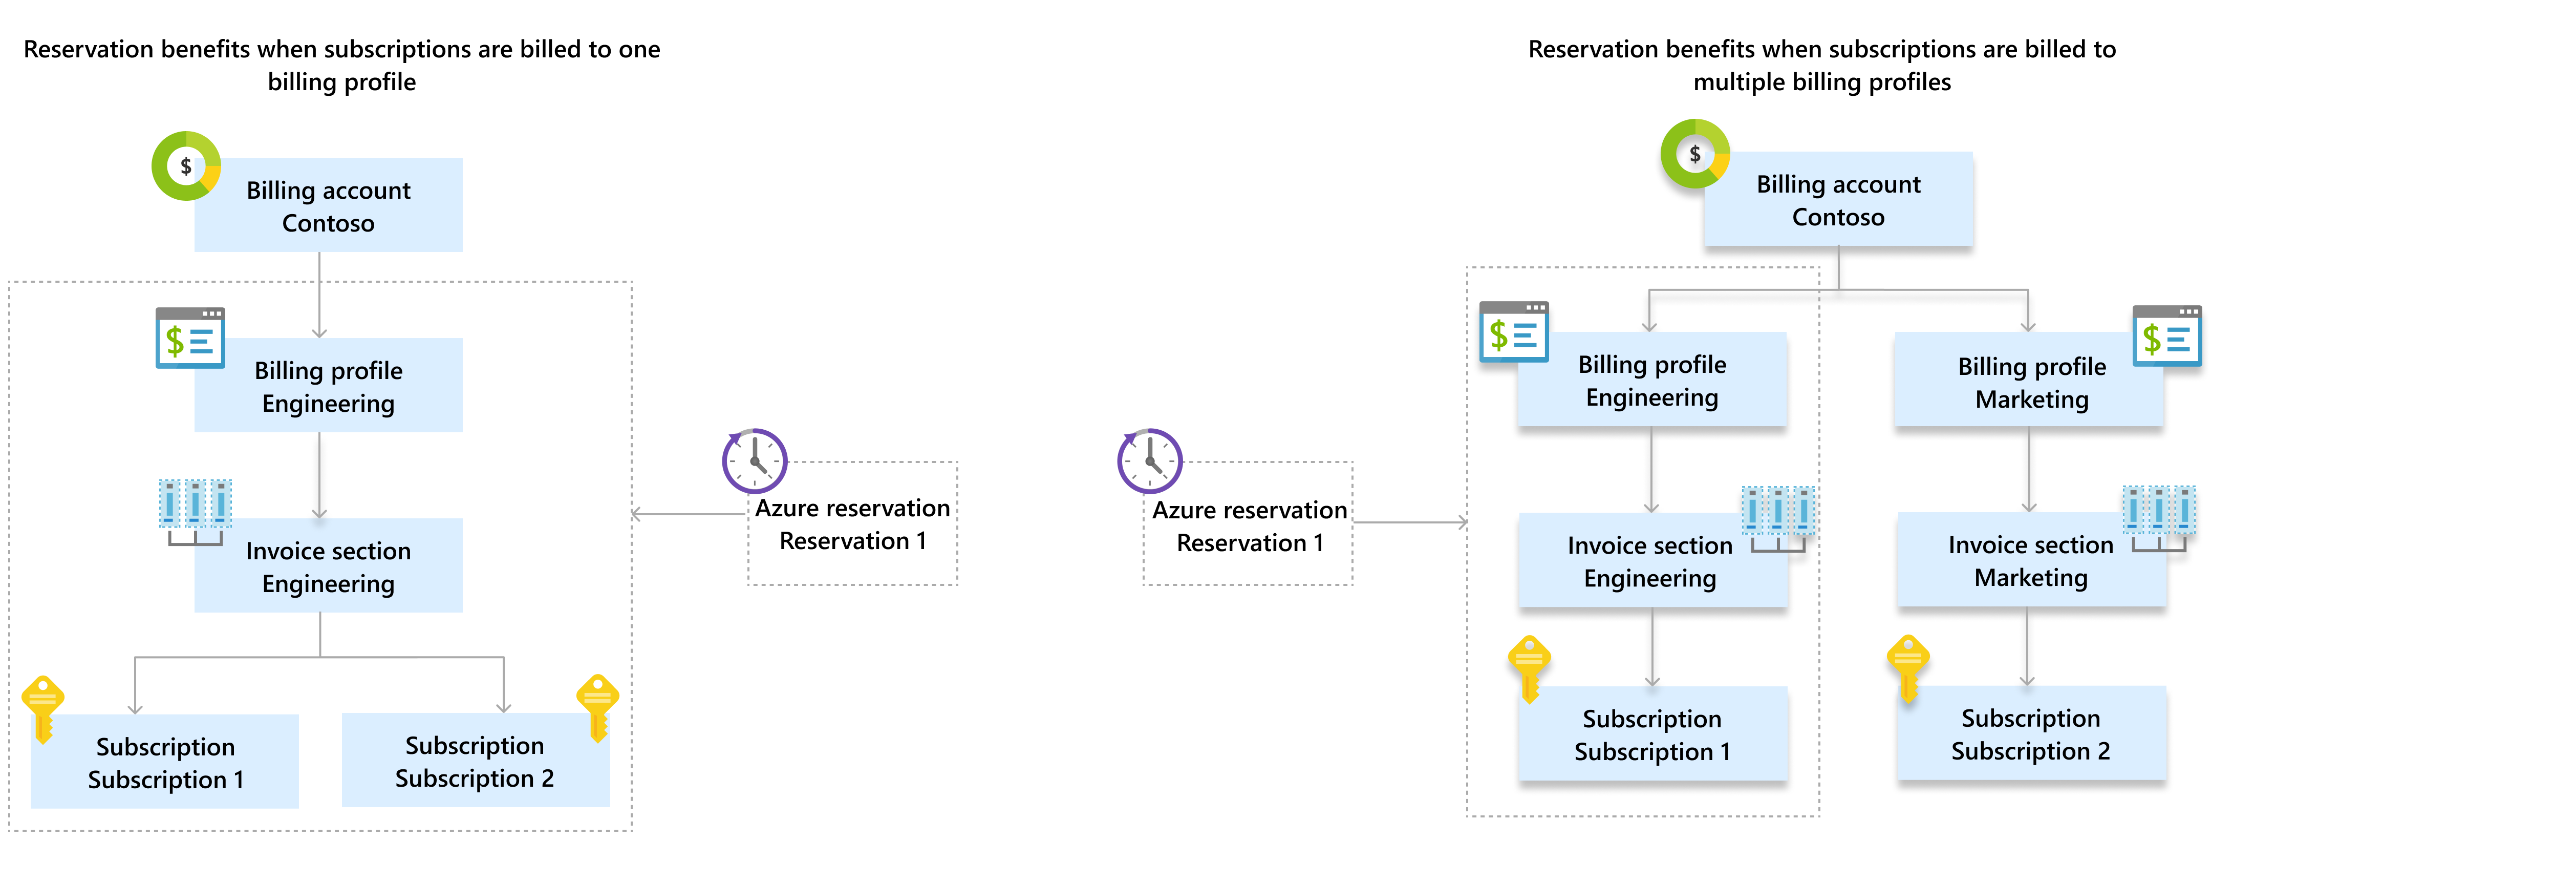 Reservation benefits when subscriptions are billed to one
billing profile
$
Billing account
Contoso
$
Billing profile
Engineering
Invoice section
Engineering
Subscription
Subscription 1
Subscription
Subscription 2
Azure reservation
Reservation 1
Reservation benefits when subscriptions are billed to
multiple billing profiles
$
Billing account
Contoso
Azure reservation
Reservation 1
$
Billing profile
Engineering
Invoice section
Engineering
Subscription
Subscription 1
$
Billing profile
Marketing
Invoice section
Marketing
Subscription
Subscription 2